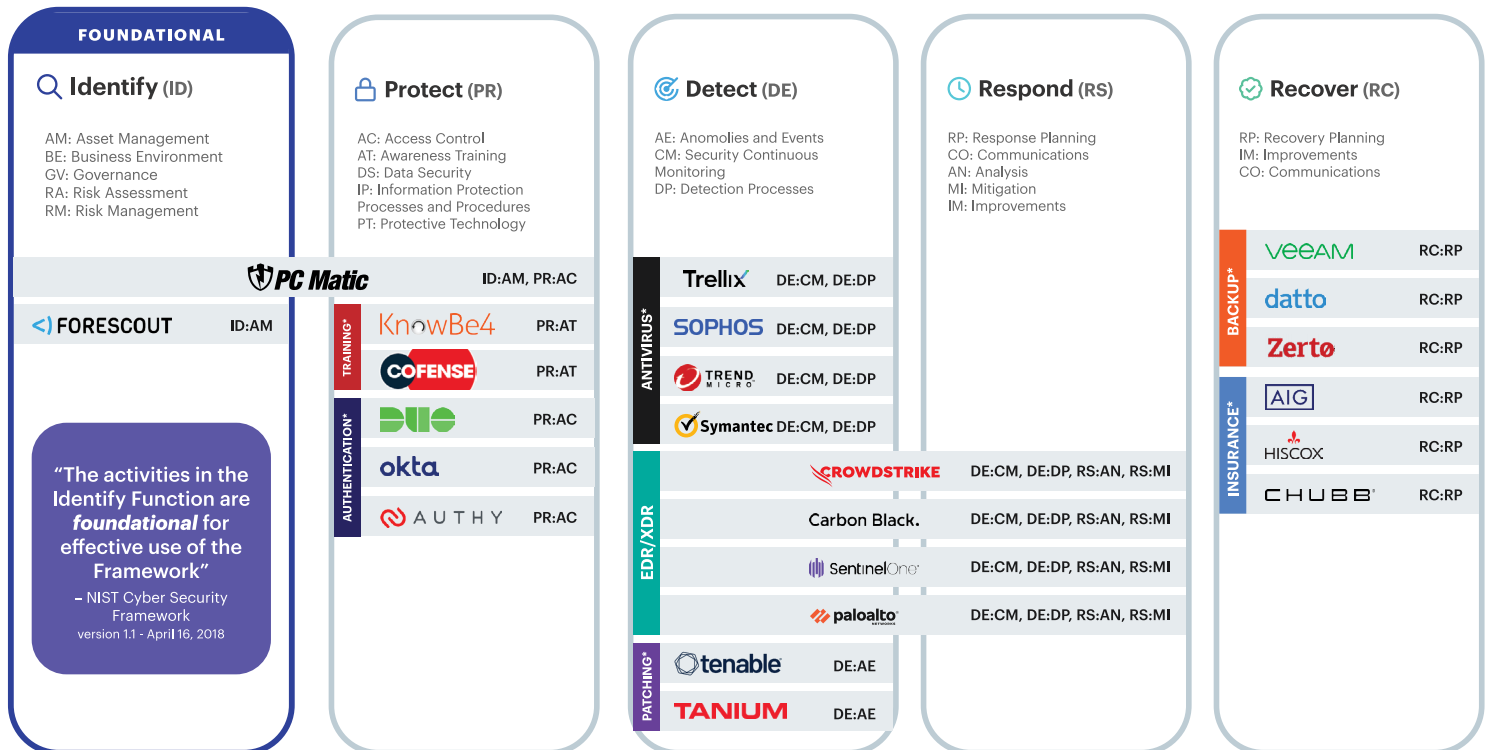 FOUNDATIONAL
Identify (ID)
AM: Asset Management
BE: Business Environment
GV: Governance
RA: Risk Assessment
RM: Risk Management
Protect (PR)
AC: Access Control
AT: Awareness Training
DS: Data Security
IP: Information Protection
Processes and Procedures
PT: Protective Technology
Detect (DE)
AE: Anomolies and Events
CM: Security Continuous
Monitoring
DP: Detection Processes
Respond (RS)
RP: Response Planning
CO: Communications
AN: Analysis
MI: Mitigation
IM: Improvements
Recover (RC)
RP: Recovery Planning
IM: Improvements
CO: Communications
PC Matic ID:AM, PR:AC
<)FORESCOUT ID:AM
"The activities in the
Identify Function are
foundational for
effective use of the
Framework"
– NIST Cyber Security
Framework
version 1.1 - April 16, 2018
TRAINING*
KnowBe4 PR:AT
COFENSE PR:AT
AUTHENTICATION*
DUO PR:AC
okta PR:AC
AUTHY PR:AC
ANTIVIRUS*
Trellix DE:CM, DE:DP
SOPHOS DE:CM, DE:DP
TREND MICRO DE:CM, DE:DP
Symantec DE:CM, DE:DP
EDR/XDR
CROWDSTRIKE DE:CM, DE:DP, RS:AN, RS:MI
Carbon Black. DE:CM, DE:DP, RS:AN, RS:MI
SentinelOne DE:CM, DE:DP, RS:AN, RS:MI
paloalto NETWORKS DE:CM, DE:DP, RS:AN, RS:MI
PATCHING*
tenable DE:AE
TANIUM DE:AE
BACKUP*
veeAM RC:RP
datto RC:RP
Zerto RC:RP
INSURANCE*
AIG RC:RP
HISCOX RC:RP
CHUBB RC:RP